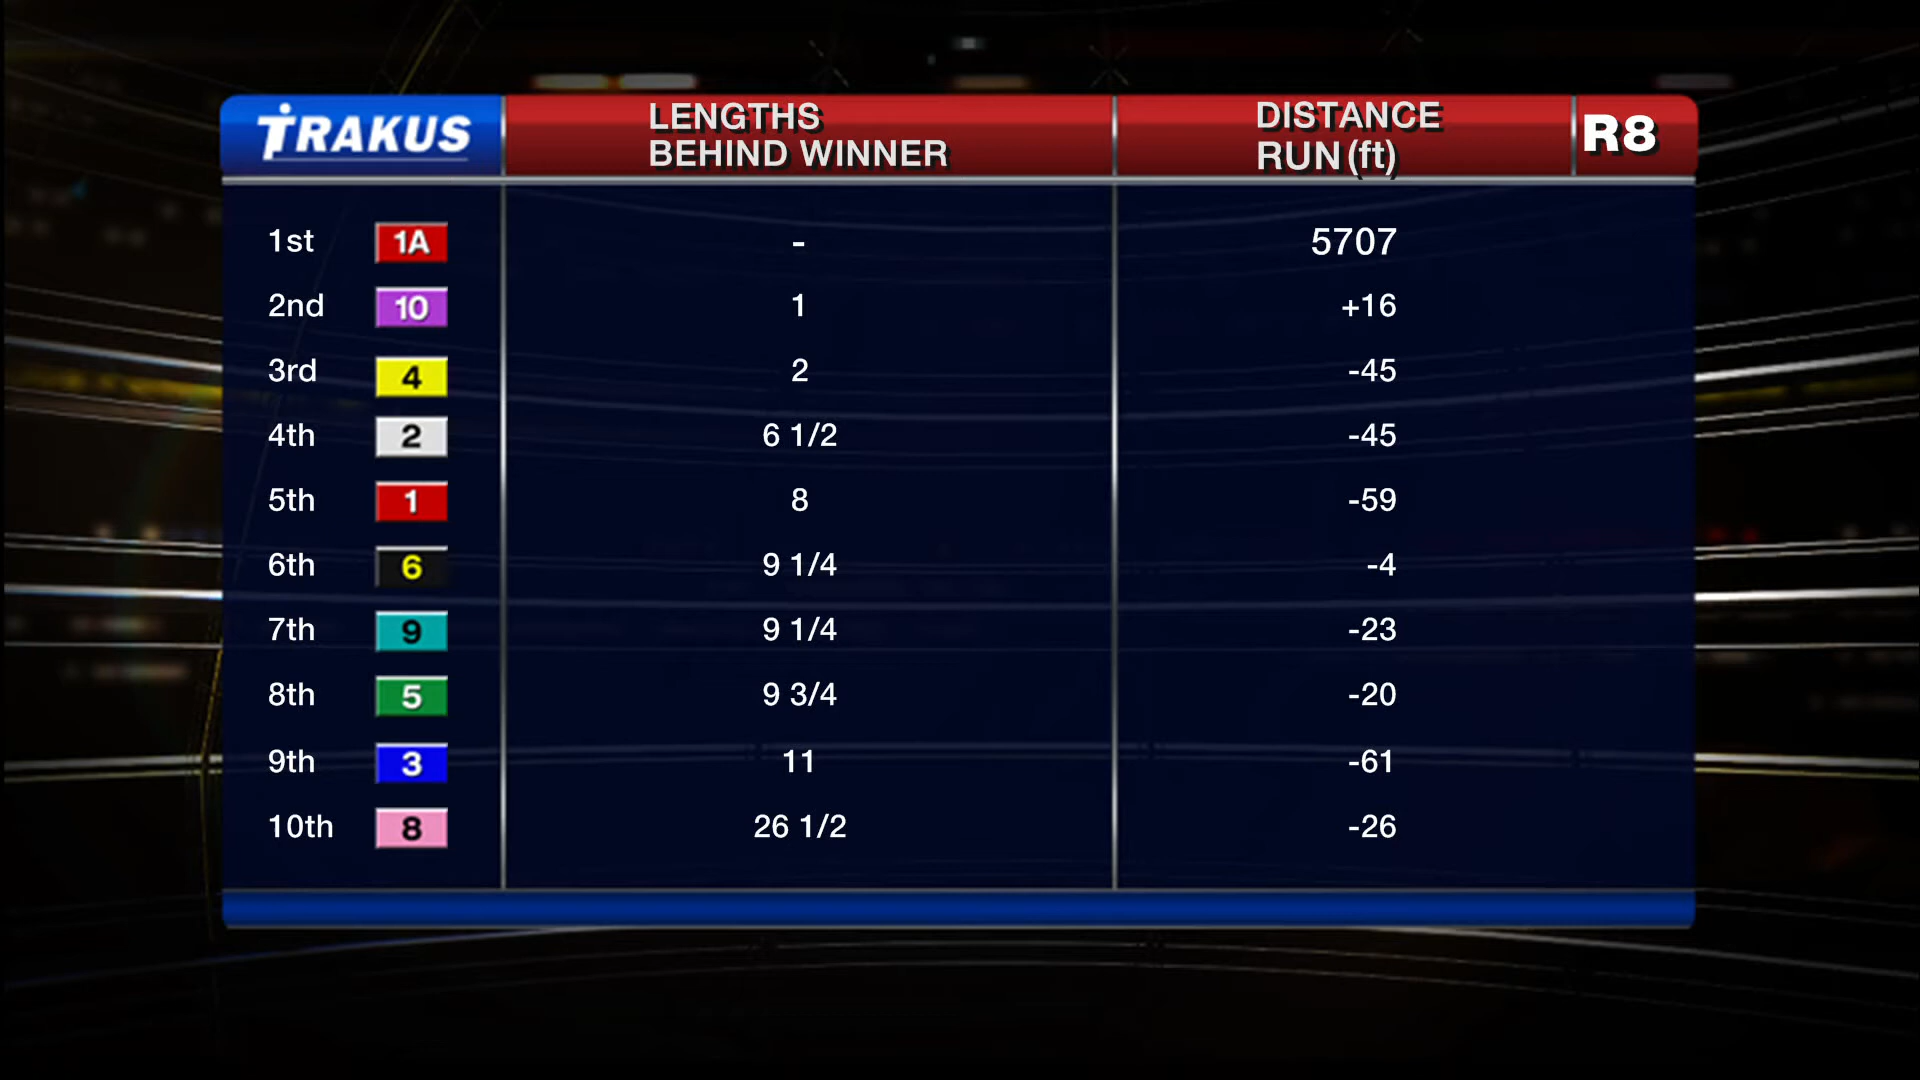 TRAKUS LENGTHS BEHIND WINNER DISTANCE RUN (ft) R8
1st 1A - 5707
2nd 10 1 +16
3rd 4 2 -45
4th 2 6 1/2 -45
5th 1 8 -59
6th 6 9 1/4 -4
7th 9 9 1/4 -23
8th 5 9 3/4 -20
9th 3 11 -61
10th 8 26 1/2 -26